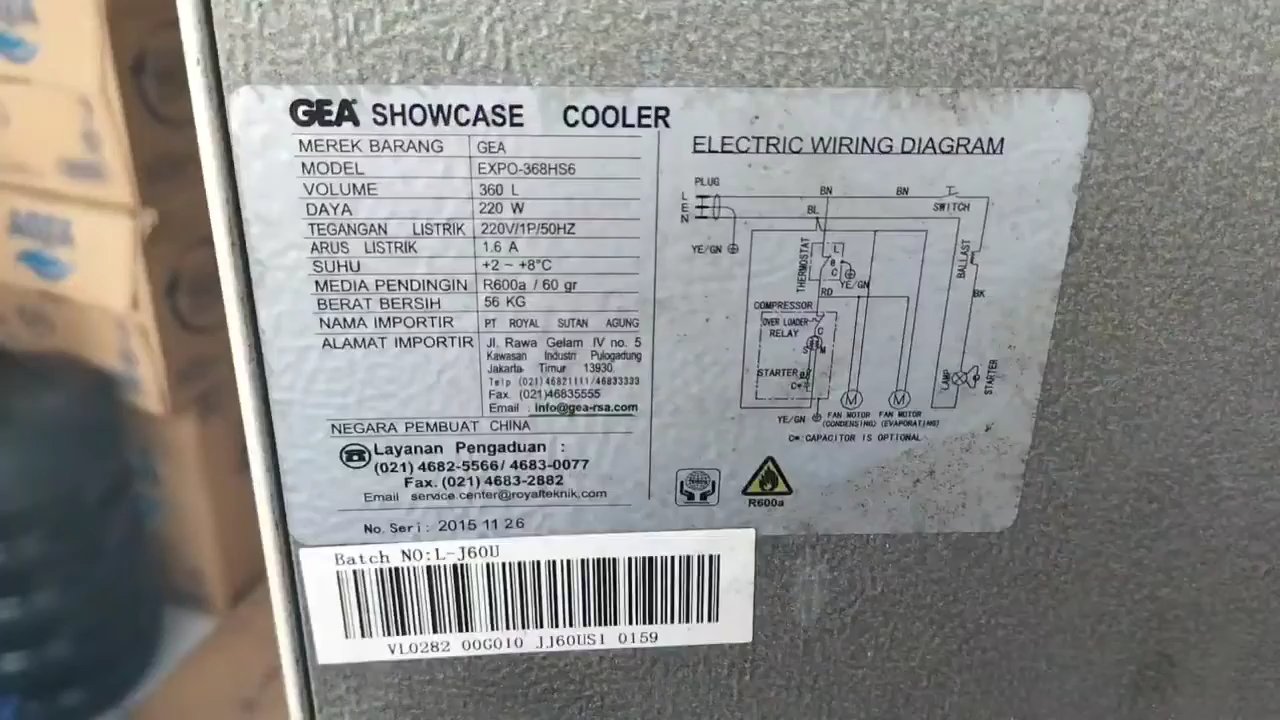 GEA SHOWCASE COOLER
MEREK BARANG GEA
MODEL EXPO-368HS6
VOLUME 360 L
DAYA 220 W
TEGANGAN LISTRIK 220V/1P/50HZ
ARUS LISTRIK 1.6 A
SUHU +2 ~ +8°C
MEDIA PENDINGIN R600a / 60 gr
BERAT BERSIH 56 KG
NAMA IMPORTIR PT ROYAL SUTAN AGUNG
ALAMAT IMPORTIR Jl. Rawa Gelam IV no. 5
Kawasan Industri Pulogadung
Jakarta Timur 13930.
Telp (021)46821111/46833333
Fax. (021)46835555
Email : info@gea-rsa.com
NEGARA PEMBUAT CHINA
Layanan Pengaduan :
(021) 4682-5566/ 4683-0077
Fax. (021) 4683-2882
Email service.center@royalteknik.com
No. Seri: 2015 11 26
ELECTRIC WIRING DIAGRAM
PLUG
L
E
N
BN
BN
SWITCH
BL
YE/GN
THERMOSTAT
L
C
YE/GN
BALLAST
BK
RD
COMPRESSOR
OVER LOADER
RELAY
C
S M
STARTER
C*
LAMP
STARTER
YE/GN
M
M
FAN MOTOR FAN MOTOR
(CONDENSING) (EVAPORATING)
C*:CAPACITOR IS OPTIONAL
R600a
Batch NO:L-J60U
VL0282 00G010 JJ60US1 0159